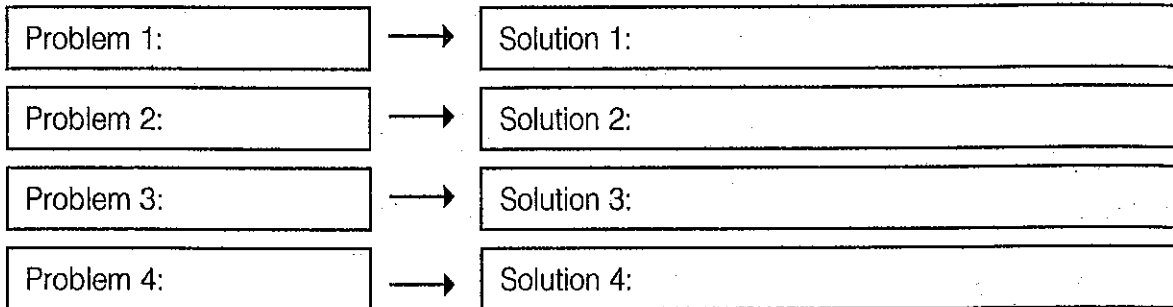 Problem 1: Solution 1:
Problem 2: Solution 2:
Problem 3: Solution 3:
Problem 4: Solution 4: